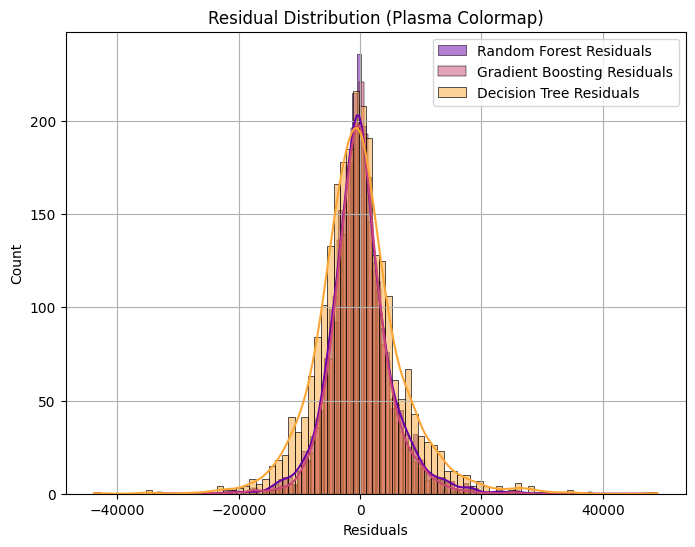 Residual Distribution (Plasma Colormap)
Random Forest Residuals
Gradient Boosting Residuals
Decision Tree Residuals
Count
200
150
100
50
0
−40000
−20000
0
20000
40000
Residuals